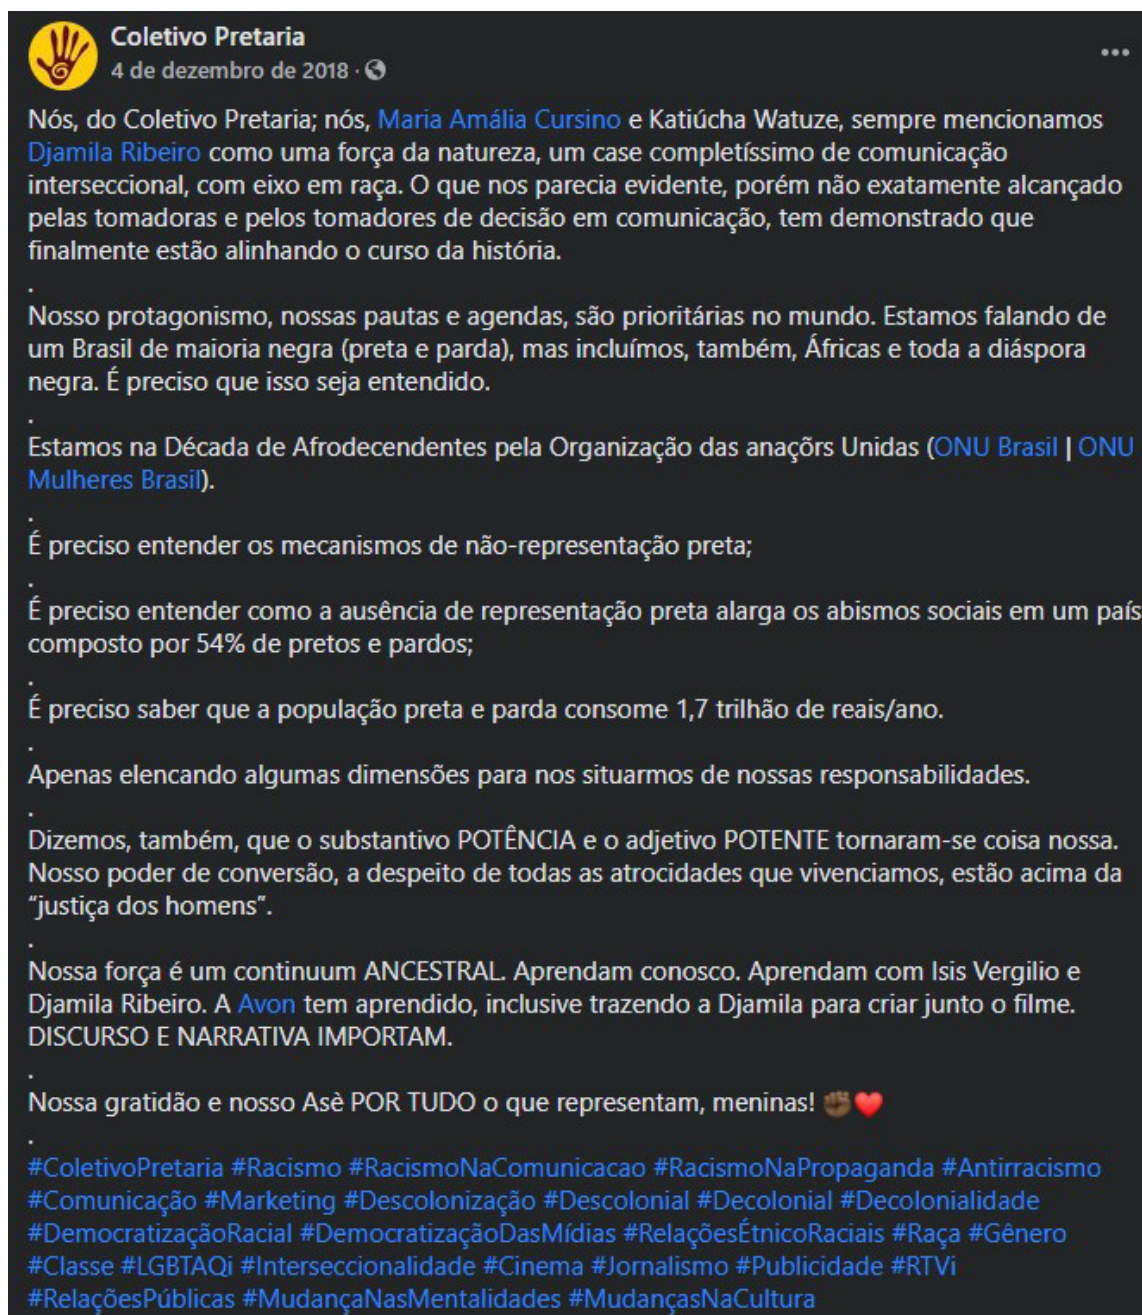 Coletivo Pretaria
4 de dezembro de 2018 ·
Nós, do Coletivo Pretaria; nós, Maria Amália Cursino e Katiúcha Watuze, sempre mencionamos
Djamila Ribeiro como uma força da natureza, um case completíssimo de comunicação
interseccional, com eixo em raça. O que nos parecia evidente, porém não exatamente alcançado
pelas tomadoras e pelos tomadores de decisão em comunicação, tem demonstrado que
finalmente estão alinhando o curso da história.
.
Nosso protagonismo, nossas pautas e agendas, são prioritárias no mundo. Estamos falando de
um Brasil de maioria negra (preta e parda), mas incluímos, também, Áfricas e toda a diáspora
negra. É preciso que isso seja entendido.
.
Estamos na Década de Afrodecendentes pela Organização das anaçõrs Unidas (ONU Brasil | ONU
Mulheres Brasil).
.
É preciso entender os mecanismos de não-representação preta;
.
É preciso entender como a ausência de representação preta alarga os abismos sociais em um país
composto por 54% de pretos e pardos;
.
É preciso saber que a população preta e parda consome 1,7 trilhão de reais/ano.
.
Apenas elencando algumas dimensões para nos situarmos de nossas responsabilidades.
.
Dizemos, também, que o substantivo POTÊNCIA e o adjetivo POTENTE tornaram-se coisa nossa.
Nosso poder de conversão, a despeito de todas as atrocidades que vivenciamos, estão acima da
“justiça dos homens”.
.
Nossa força é um continuum ANCESTRAL. Aprendam conosco. Aprendam com Isis Vergilio e
Djamila Ribeiro. A Avon tem aprendido, inclusive trazendo a Djamila para criar junto o filme.
DISCURSO E NARRATIVA IMPORTAM.
.
Nossa gratidão e nosso Asè POR TUDO o que representam, meninas! ✊🏿❤️
.
#ColetivoPretaria #Racismo #RacismoNaComunicacao #RacismoNaPropaganda #Antirracismo
#Comunicação #Marketing #Descolonização #Descolonial #Decolonial #Decolonialidade
#DemocratizaçãoRacial #DemocratizaçãoDasMídias #RelaçõesÉtnicoRaciais #Raça #Gênero
#Classe #LGBTAQi #Interseccionalidade #Cinema #Jornalismo #Publicidade #RTVi
#RelaçõesPúblicas #MudançaNasMentalidades #MudançasNaCultura